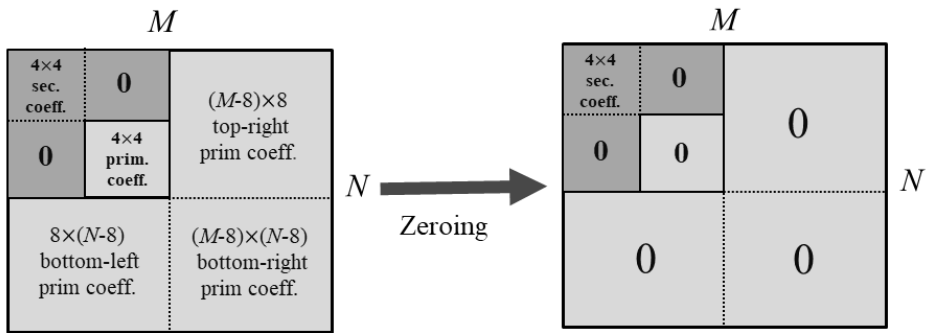 M
4×4
sec.
coeff.
0
(M-8)×8
top-right
prim coeff.
0
4×4
prim.
coeff.
8×(N-8)
bottom-left
prim coeff.
(M-8)×(N-8)
bottom-right
prim coeff.
N
Zeroing
M
4×4
sec.
coeff.
0
0
0
0
0
0
N